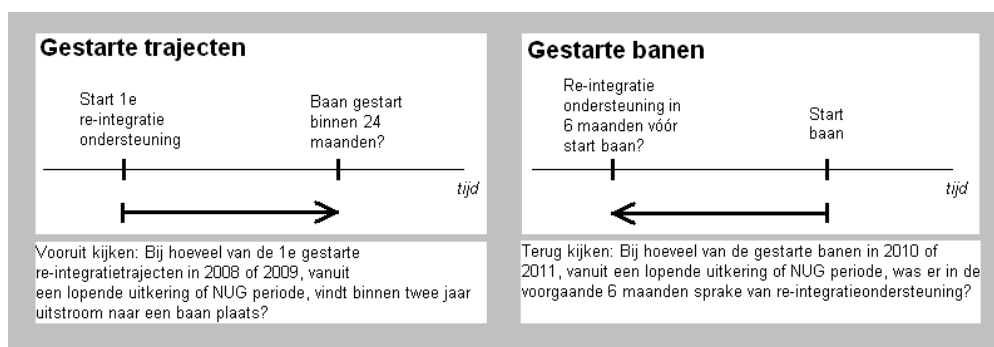 Gestarte trajecten
Start 1e
re-integratie
ondersteuning
Baan gestart
binnen 24
maanden?
tijd
Vooruit kijken: Bij hoeveel van de 1e gestarte
re-integratietrajecten in 2008 of 2009, vanuit
een lopende uitkering of NUG periode, vindt binnen twee jaar
uitstroom naar een baan plaats?
Gestarte banen
Re-integratie
ondersteuning in
6 maanden vóór
start baan?
Start
baan
tijd
Terug kijken: Bij hoeveel van de gestarte banen in 2010 of
2011, vanuit een lopende uitkering of NUG periode, was er in de
voorgaande 6 maanden sprake van re-integratieondersteuning?